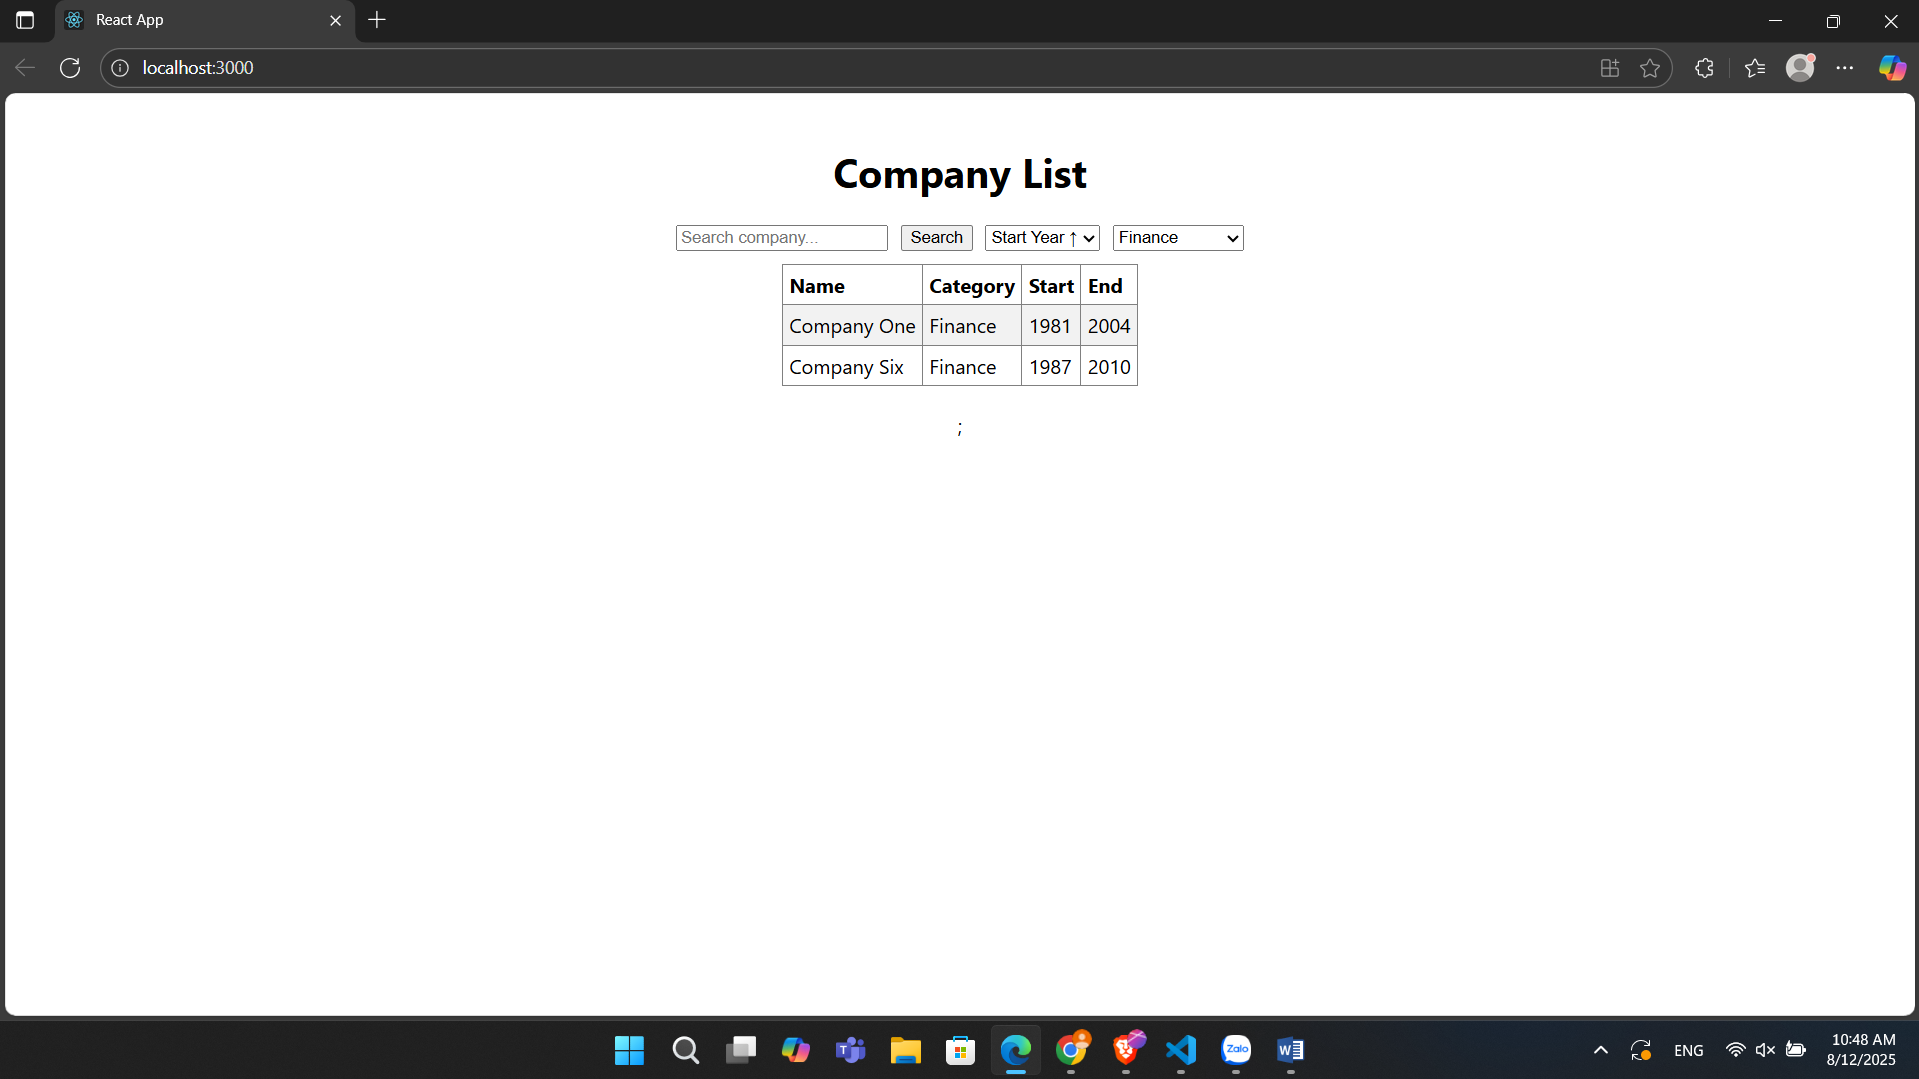 React App
localhost:3000
Company List
Search company... Search Start Year ↑ Finance
Name Category Start End
Company One Finance 1981 2004
Company Six Finance 1987 2010
;
T
Zalo
W
ENG
10:48 AM
8/12/2025